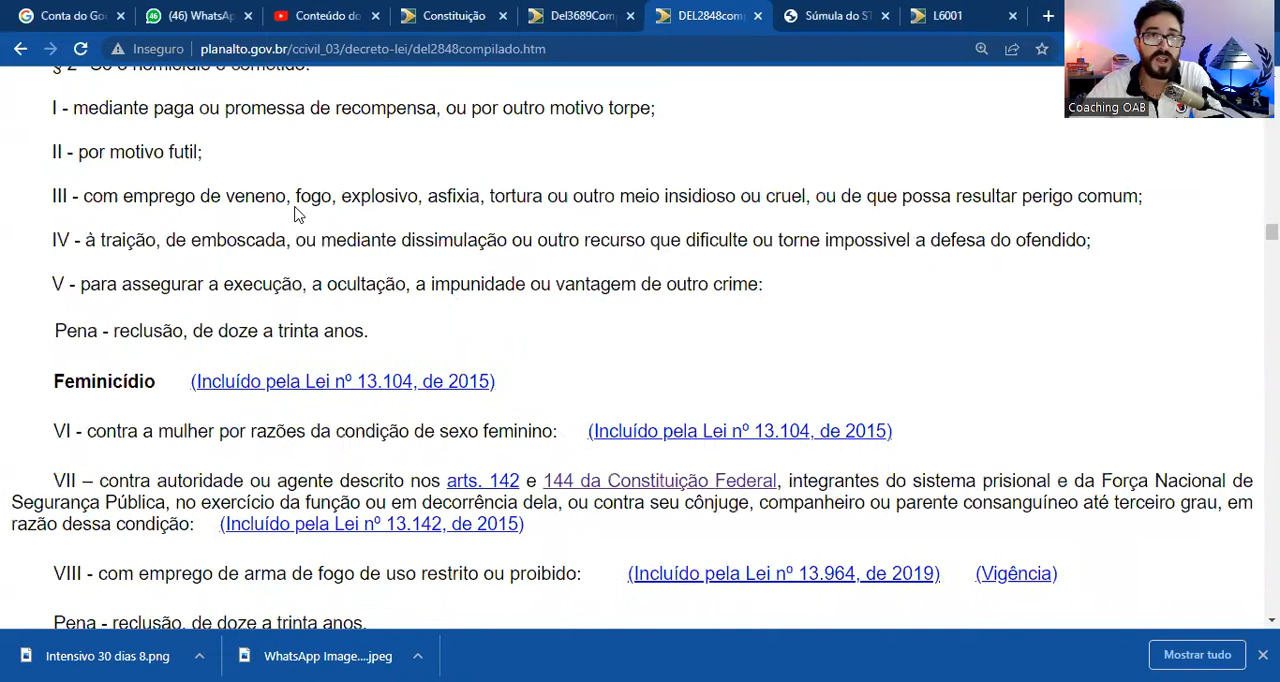 Conta do Goo
46
(46) WhatsAp
Conteúdo do
Constituição
Del3689Com
DEL2848com
Súmula do ST
L6001
Inseguro
planalto.gov.br/ccivil_03/decreto-lei/del2848compilado.htm
Coaching OAB
§ 2° Se o homicídio é cometido:
I - mediante paga ou promessa de recompensa, ou por outro motivo torpe;
II - por motivo futil;
III - com emprego de veneno, fogo, explosivo, asfixia, tortura ou outro meio insidioso ou cruel, ou de que possa resultar perigo comum;
IV - à traição, de emboscada, ou mediante dissimulação ou outro recurso que dificulte ou torne impossivel a defesa do ofendido;
V - para assegurar a execução, a ocultação, a impunidade ou vantagem de outro crime:
Pena - reclusão, de doze a trinta anos.
Feminicídio (Incluído pela Lei nº 13.104, de 2015)
VI - contra a mulher por razões da condição de sexo feminino: (Incluído pela Lei nº 13.104, de 2015)
VII – contra autoridade ou agente descrito nos arts. 142 e 144 da Constituição Federal, integrantes do sistema prisional e da Força Nacional de
Segurança Pública, no exercício da função ou em decorrência dela, ou contra seu cônjuge, companheiro ou parente consanguíneo até terceiro grau, em
razão dessa condição: (Incluído pela Lei nº 13.142, de 2015)
VIII - com emprego de arma de fogo de uso restrito ou proibido: (Incluído pela Lei nº 13.964, de 2019) (Vigência)
Pena - reclusão, de doze a trinta anos.
Intensivo 30 dias 8.png
WhatsApp Image....jpeg
Mostrar tudo